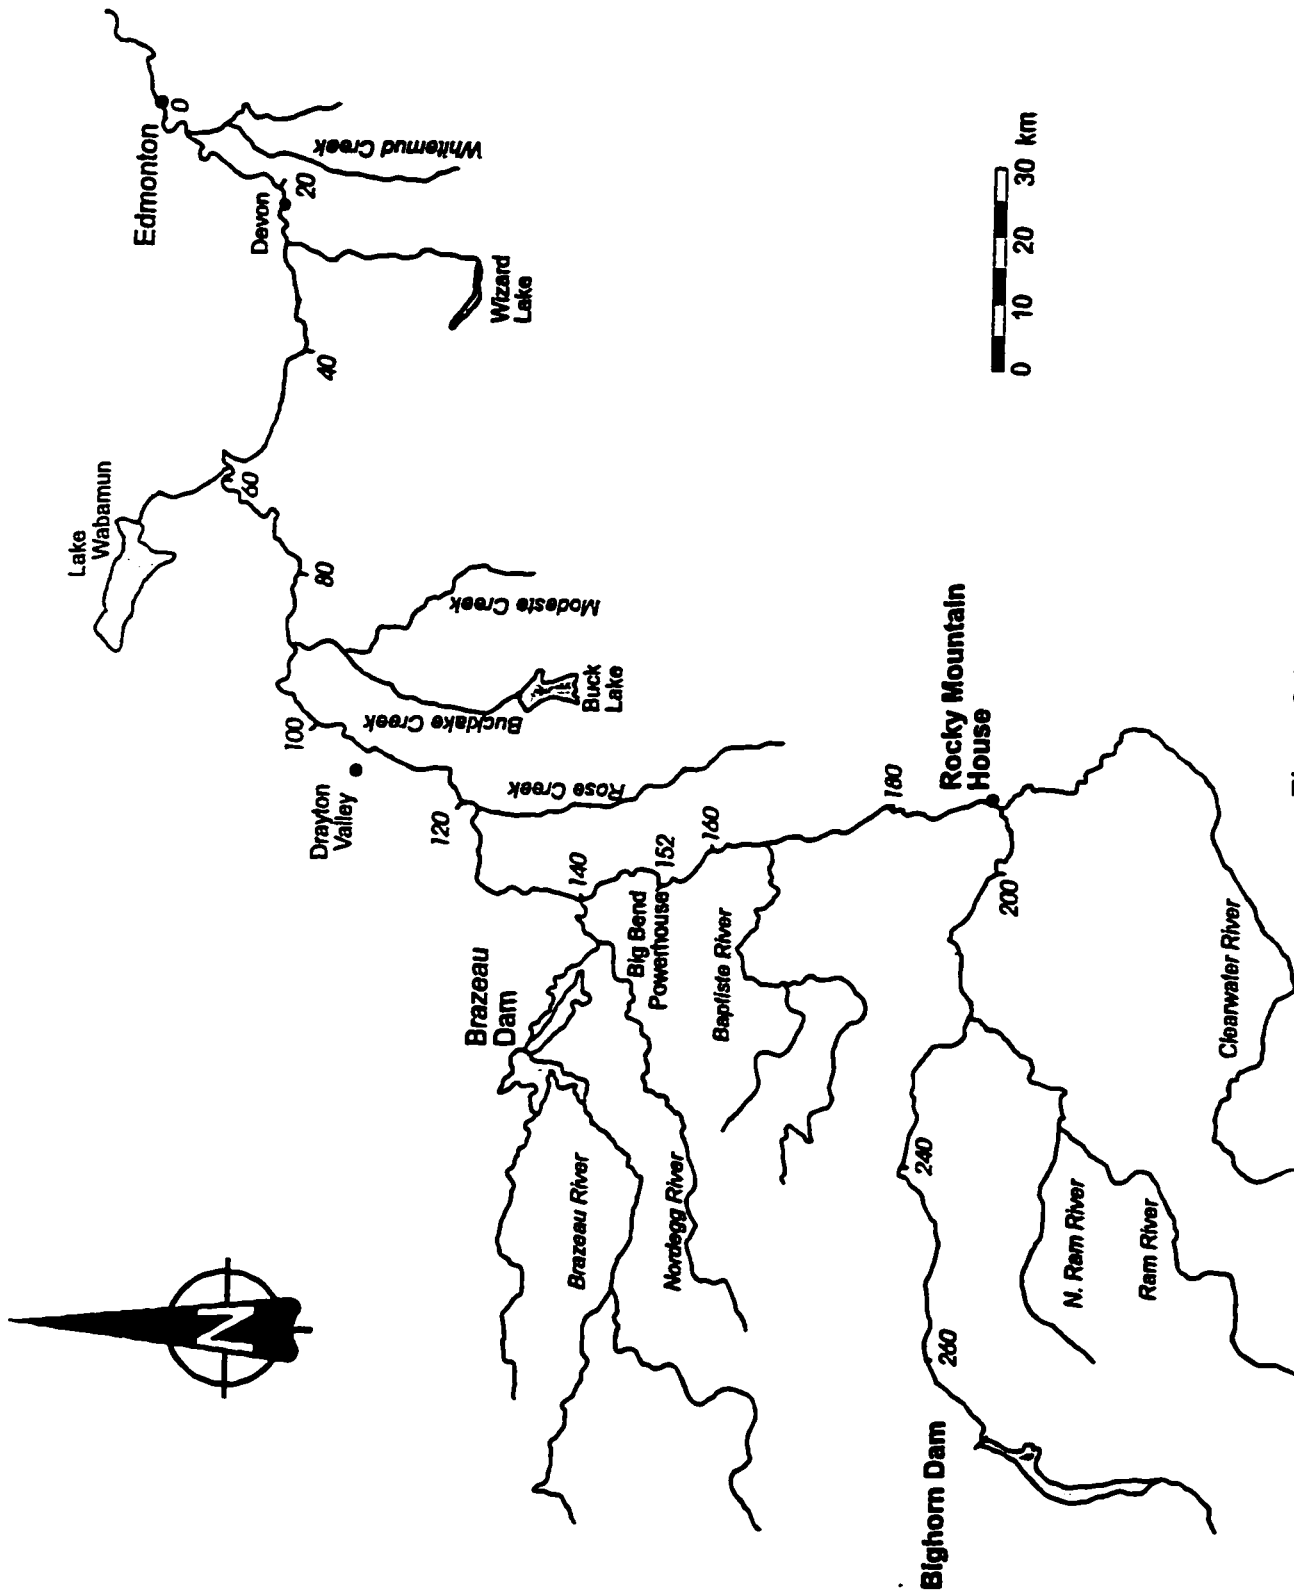 N
Lake
Wabamun
Edmonton
0
Devon
20
Whitemud Creek
Wizard
Lake
40
60
80
Modeste Creek
Buck
Lake
Bucklake Creek
100
Drayton
Valley
Rose Creek
120
140
Brazeau
Dam
Big Bend
Powerhouse
152
160
Baptiste River
180
Rocky Mountain
House
200
Brazeau River
Nordegg River
240
260
N. Ram River
Ram River
Clearwater River
Bighorn Dam
0 10 20 30 km